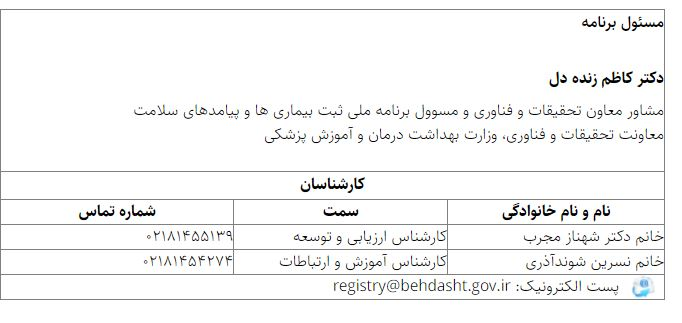 مسئول برنامه
دکتر کاظم زنده دل
مشاور معاون تحقیقات و فناوری و مسوول برنامه ملی ثبت بیماری ها و پیامدهای سلامت
معاونت تحقیقات و فناوری، وزارت بهداشت درمان و آموزش پزشکی
کارشناسان
نام و نام خانوادگی سمت شماره تماس
خانم دکتر شهناز مجرب کارشناس ارزیابی و توسعه ۰۲۱۸۱۴۵۵۱۳۹
خانم نسرین شوندآذری کارشناس آموزش و ارتباطات ۰۲۱۸۱۴۵۴۲۷۴
پست الکترونیک: registry@behdasht.gov.ir